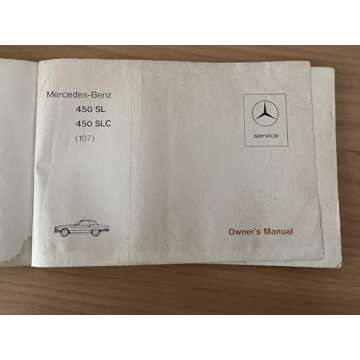 Mercedes-Benz
450 SL
450 SLC
(107)
service
Owner's Manual